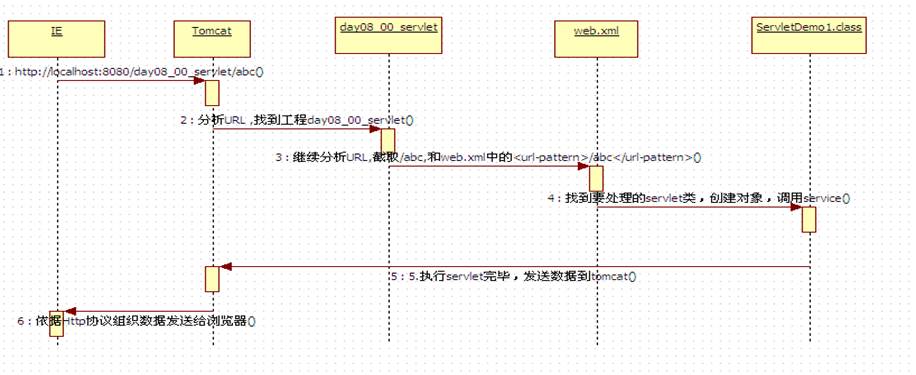 IE
Tomcat
day08_00_servlet
web.xml
ServletDemo1.class
1 : http://localhost:8080/day08_00_servlet/abc()
2 : 分析URL ,找到工程day08_00_servlet()
3 : 继续分析URL,截取/abc,和web.xml中的<url-pattern>/abc</url-pattern>()
4 : 找到要处理的servlet类，创建对象，调用service()
5 : 5.执行servlet完毕，发送数据到tomcat()
6 : 依据Http协议组织数据发送给浏览器()